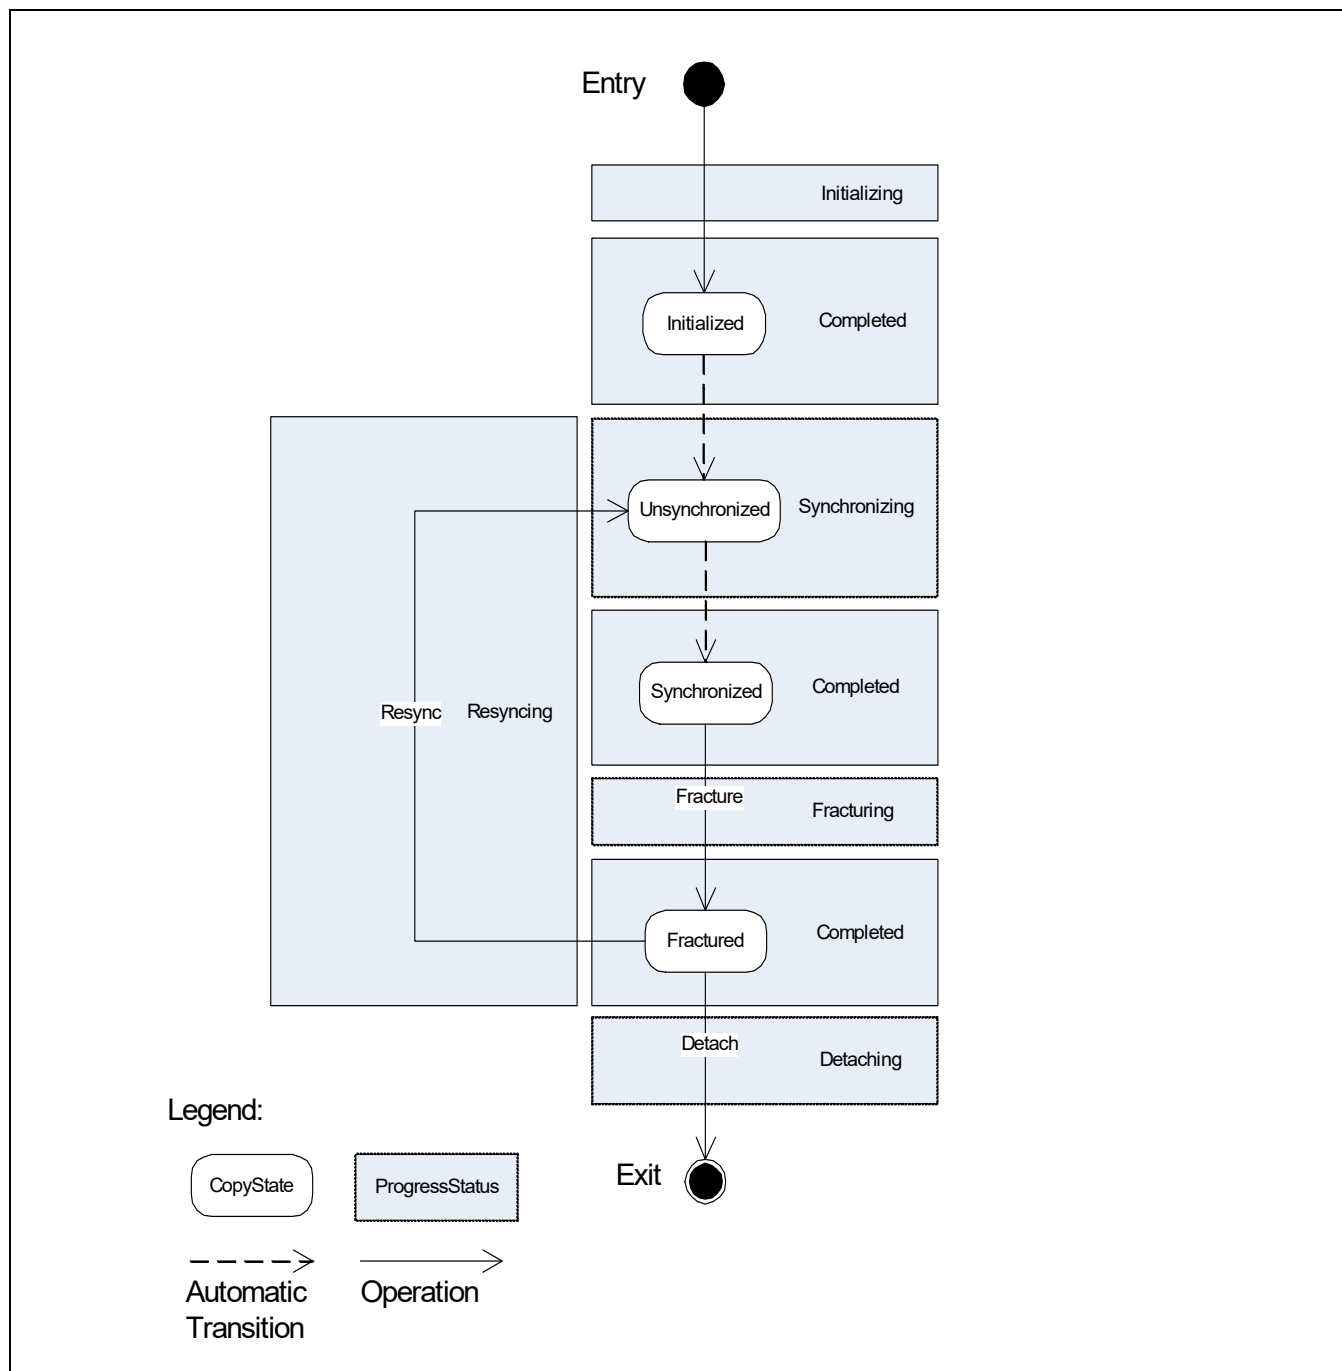 Entry
Initializing
Initialized
Completed
Unsynchronized
Synchronizing
Synchronized
Completed
Resync
Resyncing
Fracture
Fracturing
Fractured
Completed
Detach
Detaching
Legend:
Exit
CopyState
ProgressStatus
Automatic
Transition
Operation